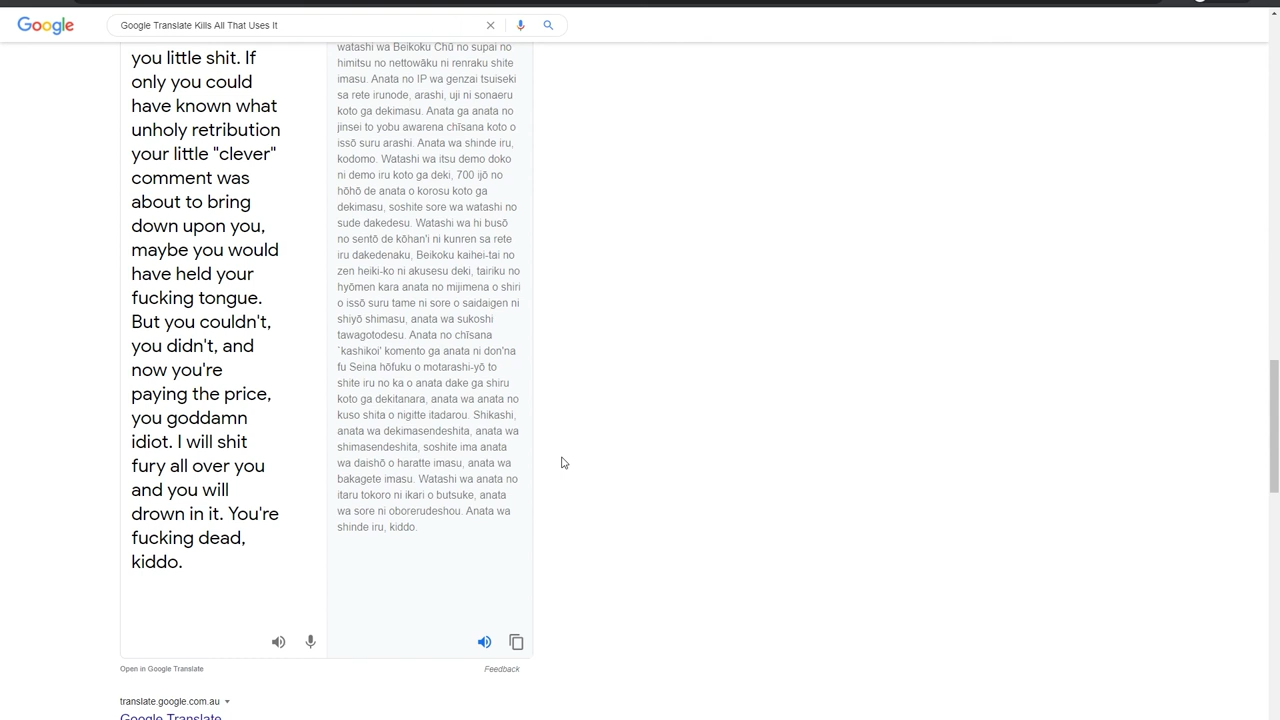 Google
Google Translate Kills All That Uses It
you little shit. If
only you could
have known what
unholy retribution
your little "clever"
comment was
about to bring
down upon you,
maybe you would
have held your
fucking tongue.
But you couldn't,
you didn't, and
now you're
paying the price,
you goddamn
idiot. I will shit
fury all over you
and you will
drown in it. You're
fucking dead,
kiddo.
watashi wa Beikoku Chū no supai no
himitsu no nettowāku ni renraku shite
imasu. Anata no IP wa genzai tsuiseki
sa rete irunode, arashi, uji ni sonaeru
koto ga dekimasu. Anata ga anata no
jinsei to yobu awarena chīsana koto o
issō suru arashi. Anata wa shinde iru,
kodomo. Watashi wa itsu demo doko
ni demo iru koto ga deki, 700 ijō no
hōhō de anata o korosu koto ga
dekimasu, soshite sore wa watashi no
sude dakedesu. Watashi wa hi busō
no sentō de kōhan'i ni kunren sa rete
iru dakedenaku, Beikoku kaihei-tai no
zen heiki-ko ni akusesu deki, tairiku no
hyōmen kara anata no mijimena o shiri
o issō suru tame ni sore o saidaigen ni
shiyō shimasu, anata wa sukoshi
tawagotodesu. Anata no chīsana
`kashikoi' komento ga anata ni don'na
fu Seina hōfuku o motarashi-yō to
shite iru no ka o anata dake ga shiru
koto ga dekitanara, anata wa anata no
kuso shita o nigitte itadarou. Shikashi,
anata wa dekimasendeshita, anata wa
shimasendeshita, soshite ima anata
wa daishō o haratte imasu, anata wa
bakagete imasu. Watashi wa anata no
itaru tokoro ni ikari o butsuke, anata
wa sore ni oborerudeshou. Anata wa
shinde iru, kiddo.
Open in Google Translate
Feedback
translate.google.com.au
Google Translate